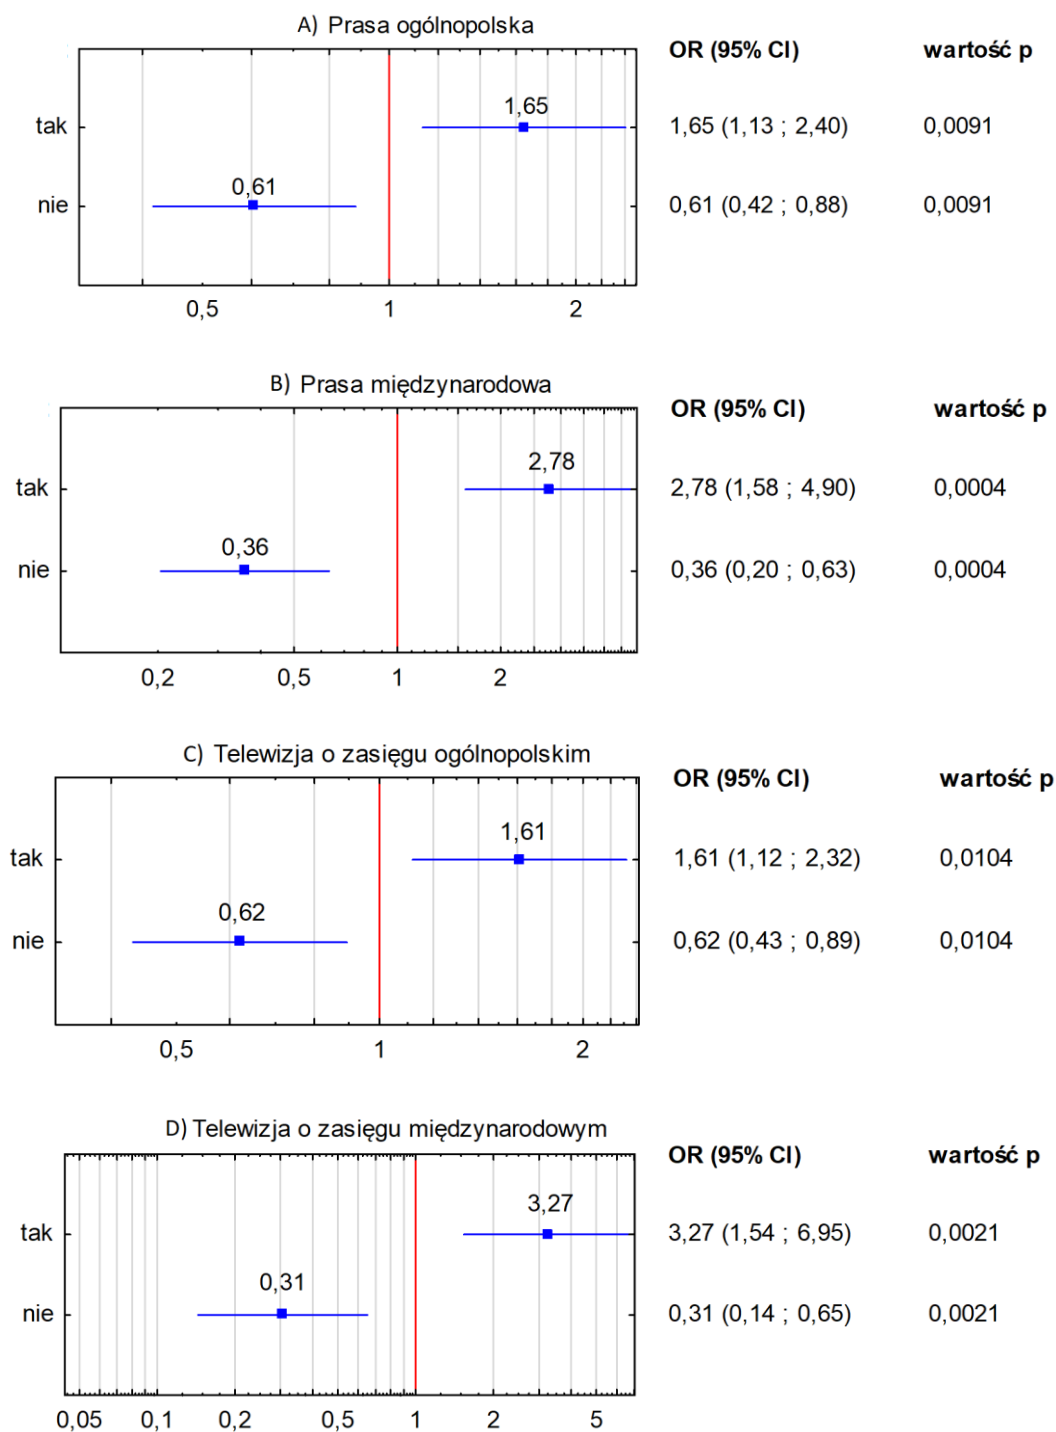 A) Prasa ogólnopolska
OR (95% CI) wartość p
tak 1,65 1,65 (1,13 ; 2,40) 0,0091
nie 0,61 0,61 (0,42 ; 0,88) 0,0091
0,5 1 2
B) Prasa międzynarodowa
OR (95% CI) wartość p
tak 2,78 2,78 (1,58 ; 4,90) 0,0004
nie 0,36 0,36 (0,20 ; 0,63) 0,0004
0,2 0,5 1 2
C) Telewizja o zasięgu ogólnopolskim
OR (95% CI) wartość p
tak 1,61 1,61 (1,12 ; 2,32) 0,0104
nie 0,62 0,62 (0,43 ; 0,89) 0,0104
0,5 1 2
D) Telewizja o zasięgu międzynarodowym
OR (95% CI) wartość p
tak 3,27 3,27 (1,54 ; 6,95) 0,0021
nie 0,31 0,31 (0,14 ; 0,65) 0,0021
0,05 0,1 0,2 0,5 1 2 5